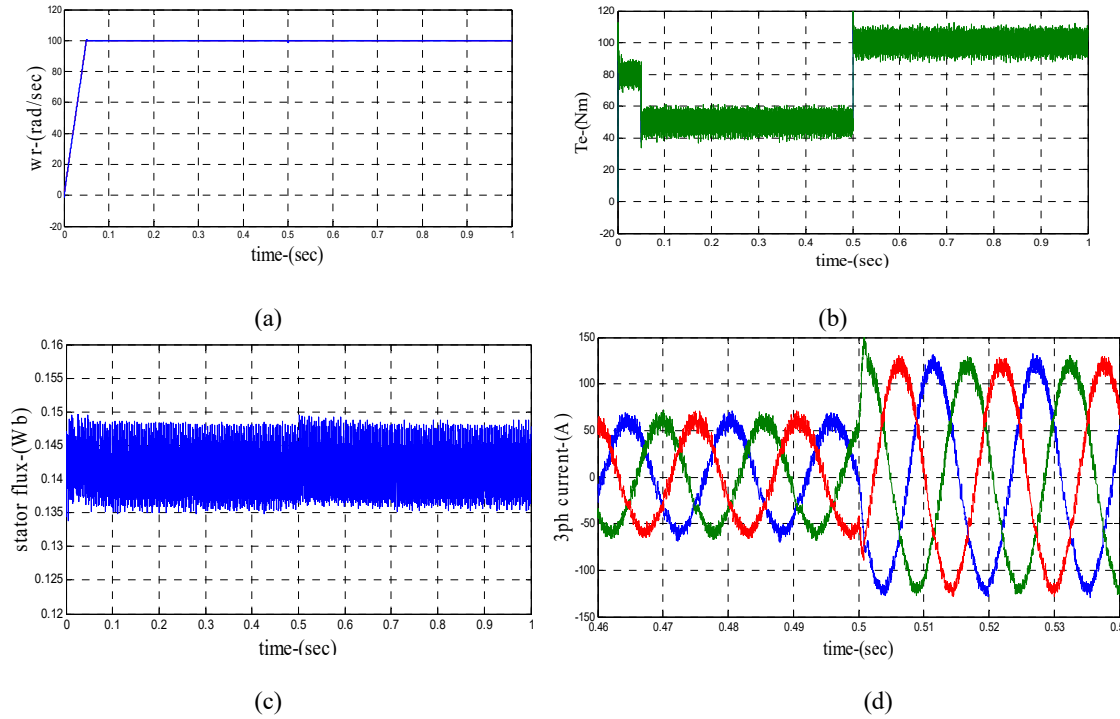 120
100
80
60
40
20
0
-20
wr-(rad/sec)
0 0.1 0.2 0.3 0.4 0.5 0.6 0.7 0.8 0.9 1
time-(sec)
(a)
120
100
80
60
40
20
0
-20
Te-(Nm)
0 0.1 0.2 0.3 0.4 0.5 0.6 0.7 0.8 0.9 1
time-(sec)
(b)
0.16
0.155
0.15
0.145
0.14
0.135
0.13
0.125
0.12
stator flux-(Wb)
0 0.1 0.2 0.3 0.4 0.5 0.6 0.7 0.8 0.9 1
time-(sec)
(c)
150
100
50
0
-50
-100
-150
3ph current-(A)
0.46 0.47 0.48 0.49 0.5 0.51 0.52 0.53 0.54
time-(sec)
(d)